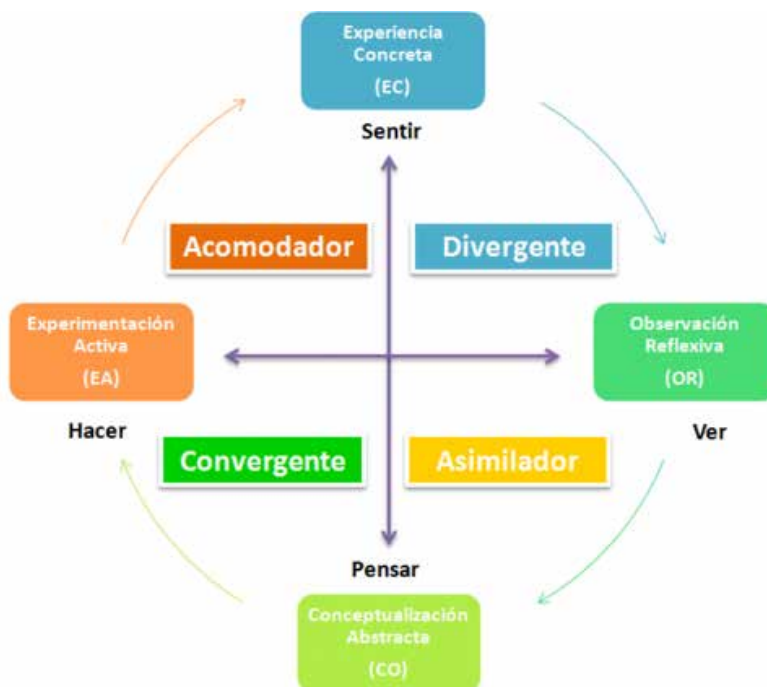 Experiencia
Concreta
(EC)
Sentir
Acomodador
Divergente
Experimentación
Activa
(EA)
Observación
Reflexiva
(OR)
Hacer
Ver
Convergente
Asimilador
Pensar
Conceptualización
Abstracta
(CO)